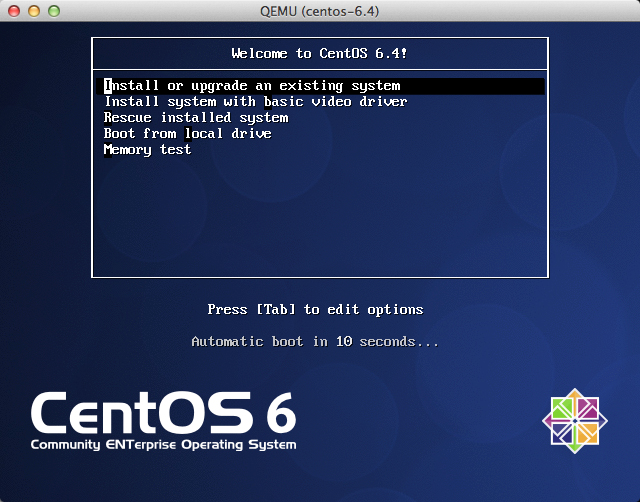 QEMU (centos-6.4)
Welcome to CentOS 6.4!
Install or upgrade an existing system
Install system with basic video driver
Rescue installed system
Boot from local drive
Memory test
Press [Tab] to edit options
Automatic boot in 10 seconds...
CentOS 6
Community ENTerprise Operating System